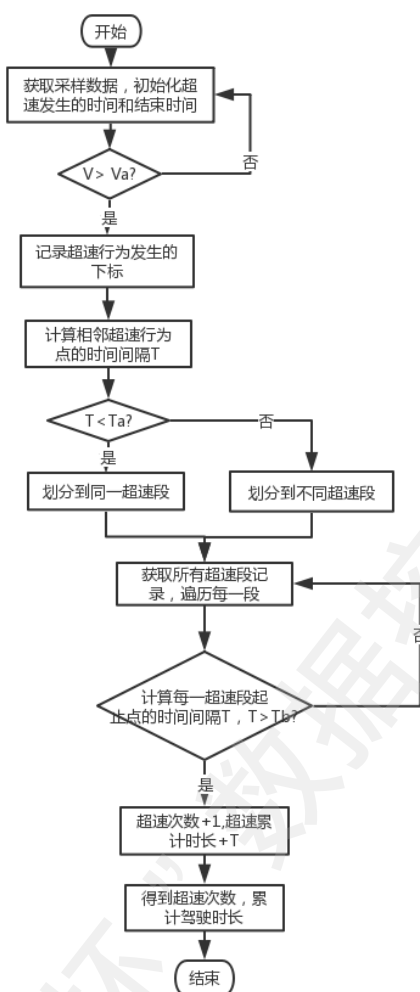 开始
获取采样数据，初始化超
速发生的时间和结束时间
否
V> Va?
是
记录超速行为发生的
下标
计算相邻超速行为
点的时间间隔T
T<Ta?
否
是
划分到同一超速段
划分到不同超速段
获取所有超速段记
录，遍历每一段
否
计算每一超速段起
止点的时间间隔T，T>Tb?
是
超速次数+1,超速累
计时长+T
得到超速次数，累
计驾驶时长
结束
杯”数据挖